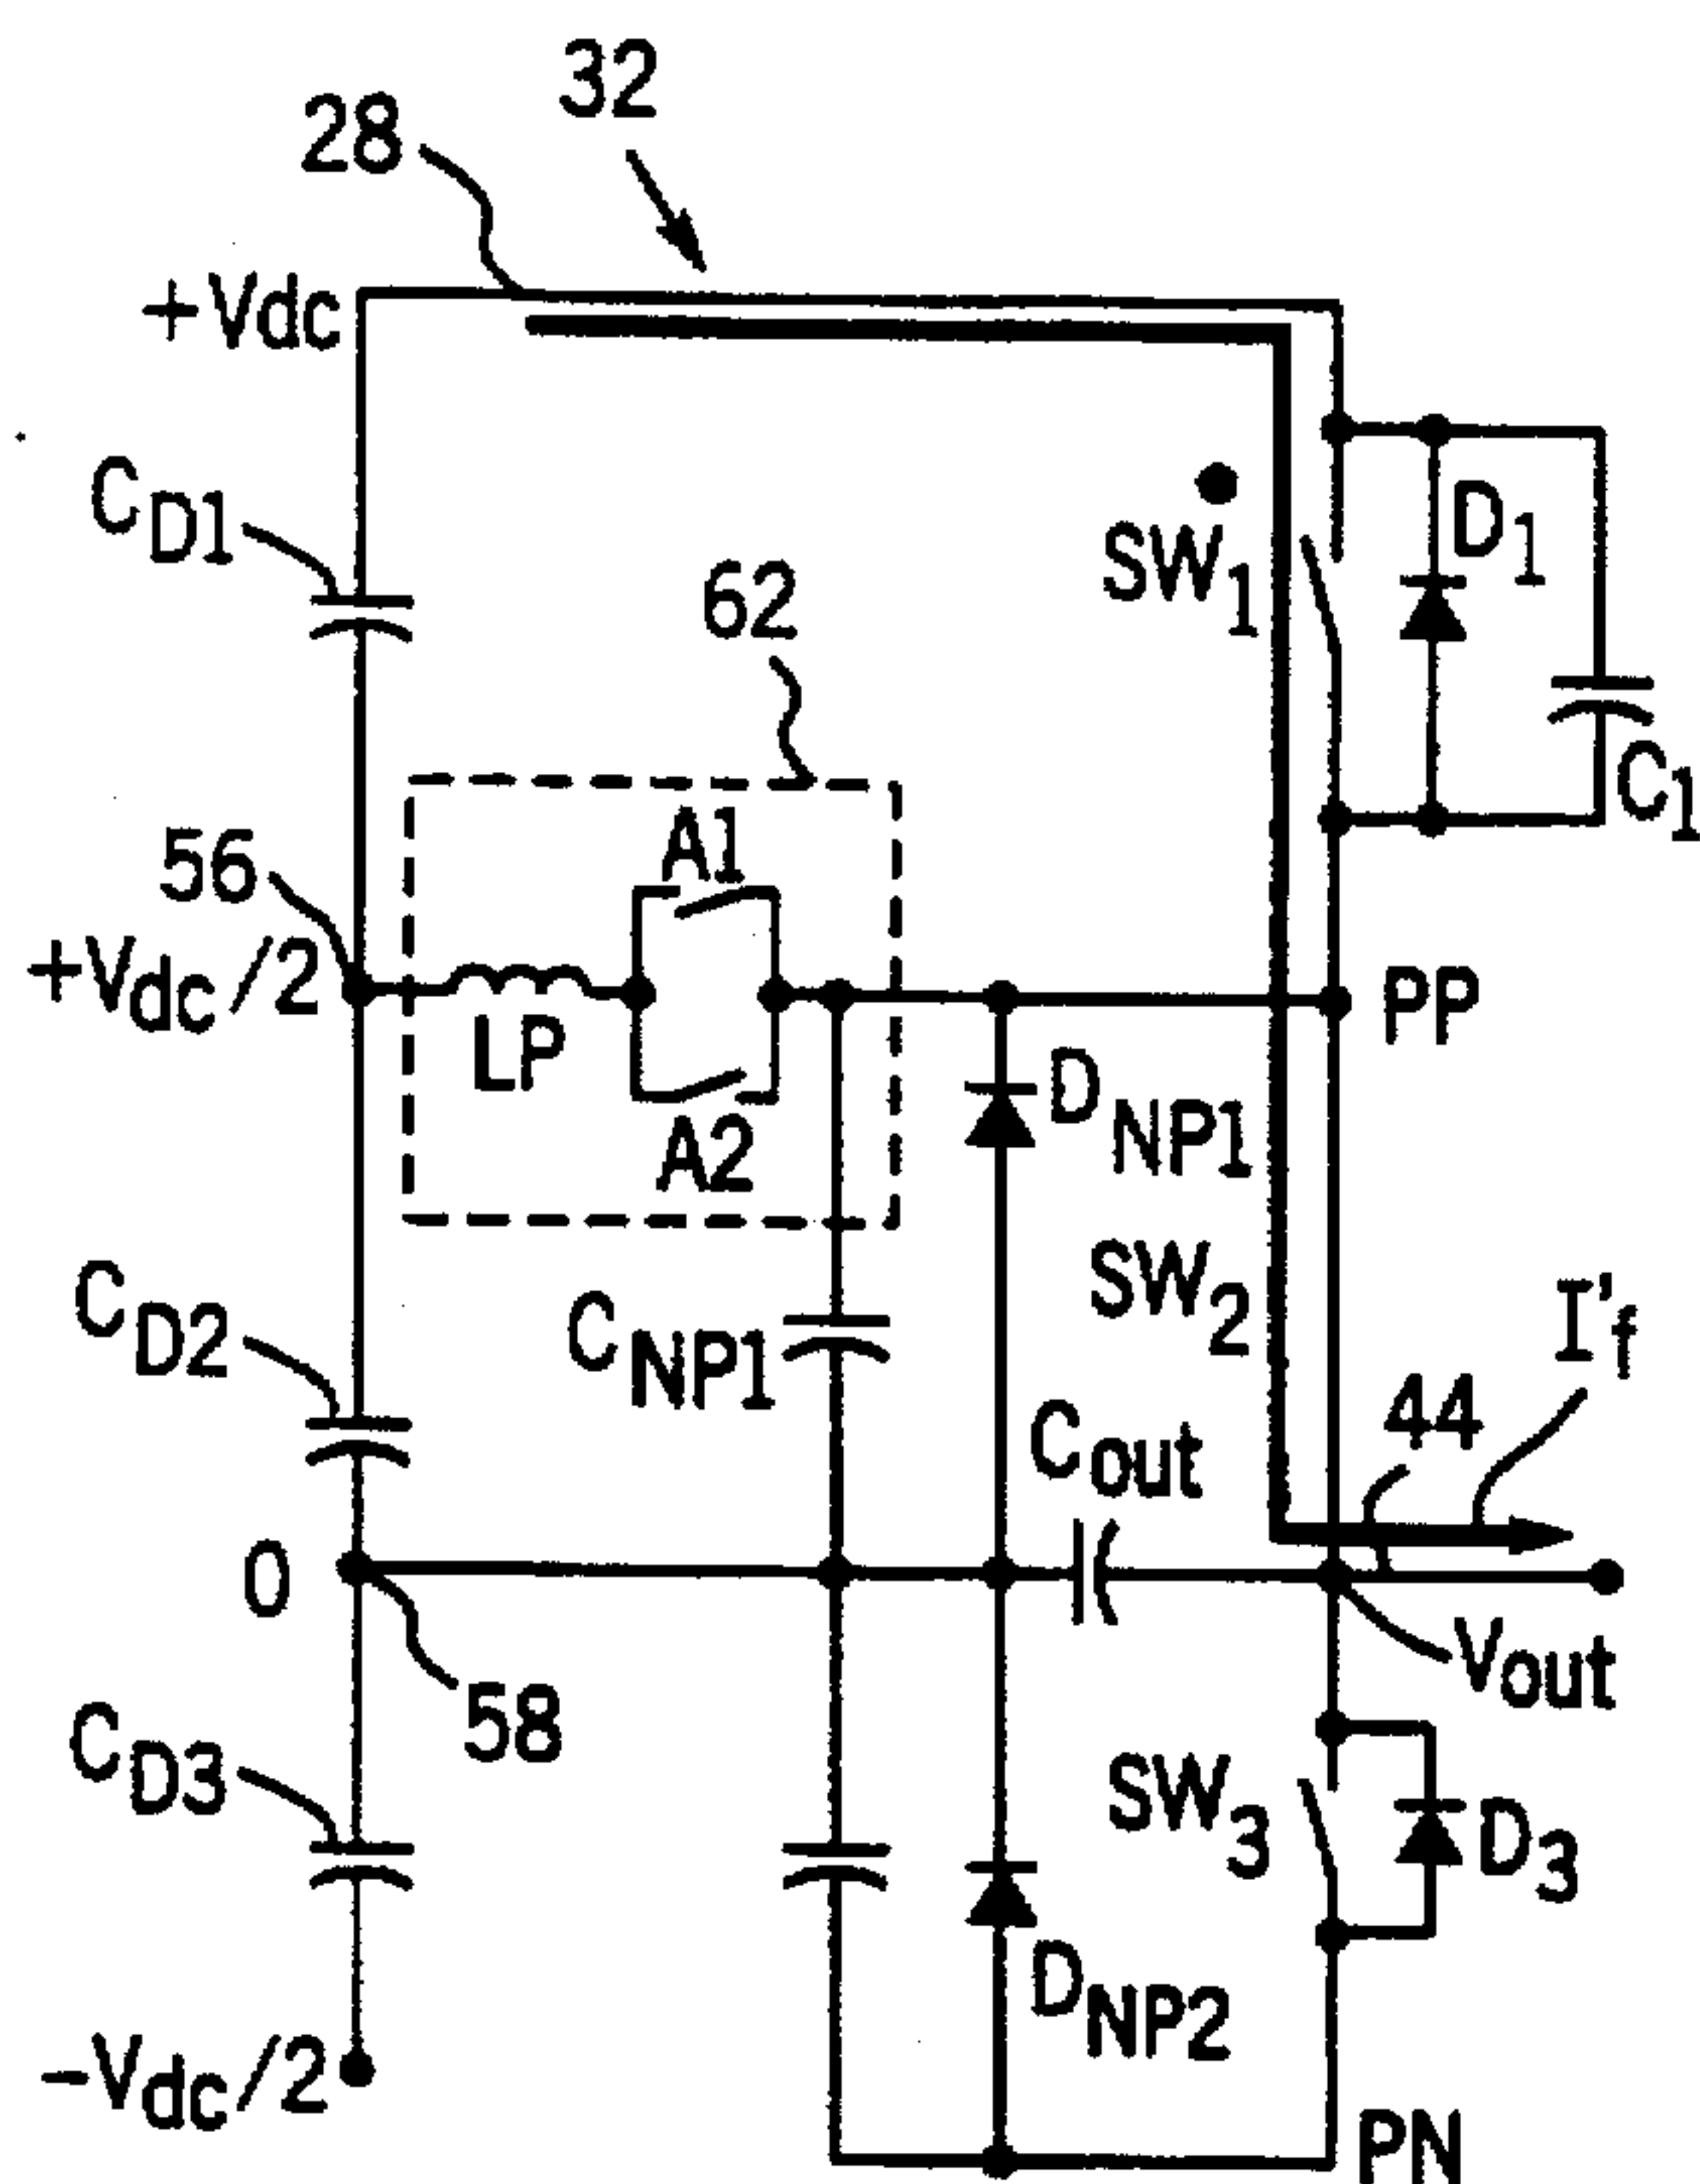 32
28
+Vdc
CD1
D1
SW1
62
C1
A1
56
+Vdc/2
PP
LP
DNP1
A2
SW2
CD2
I'f
CNP1
44
Cout
0
Vout
58
CD3
SW3
D3
DNP2
-Vdc/2
PN